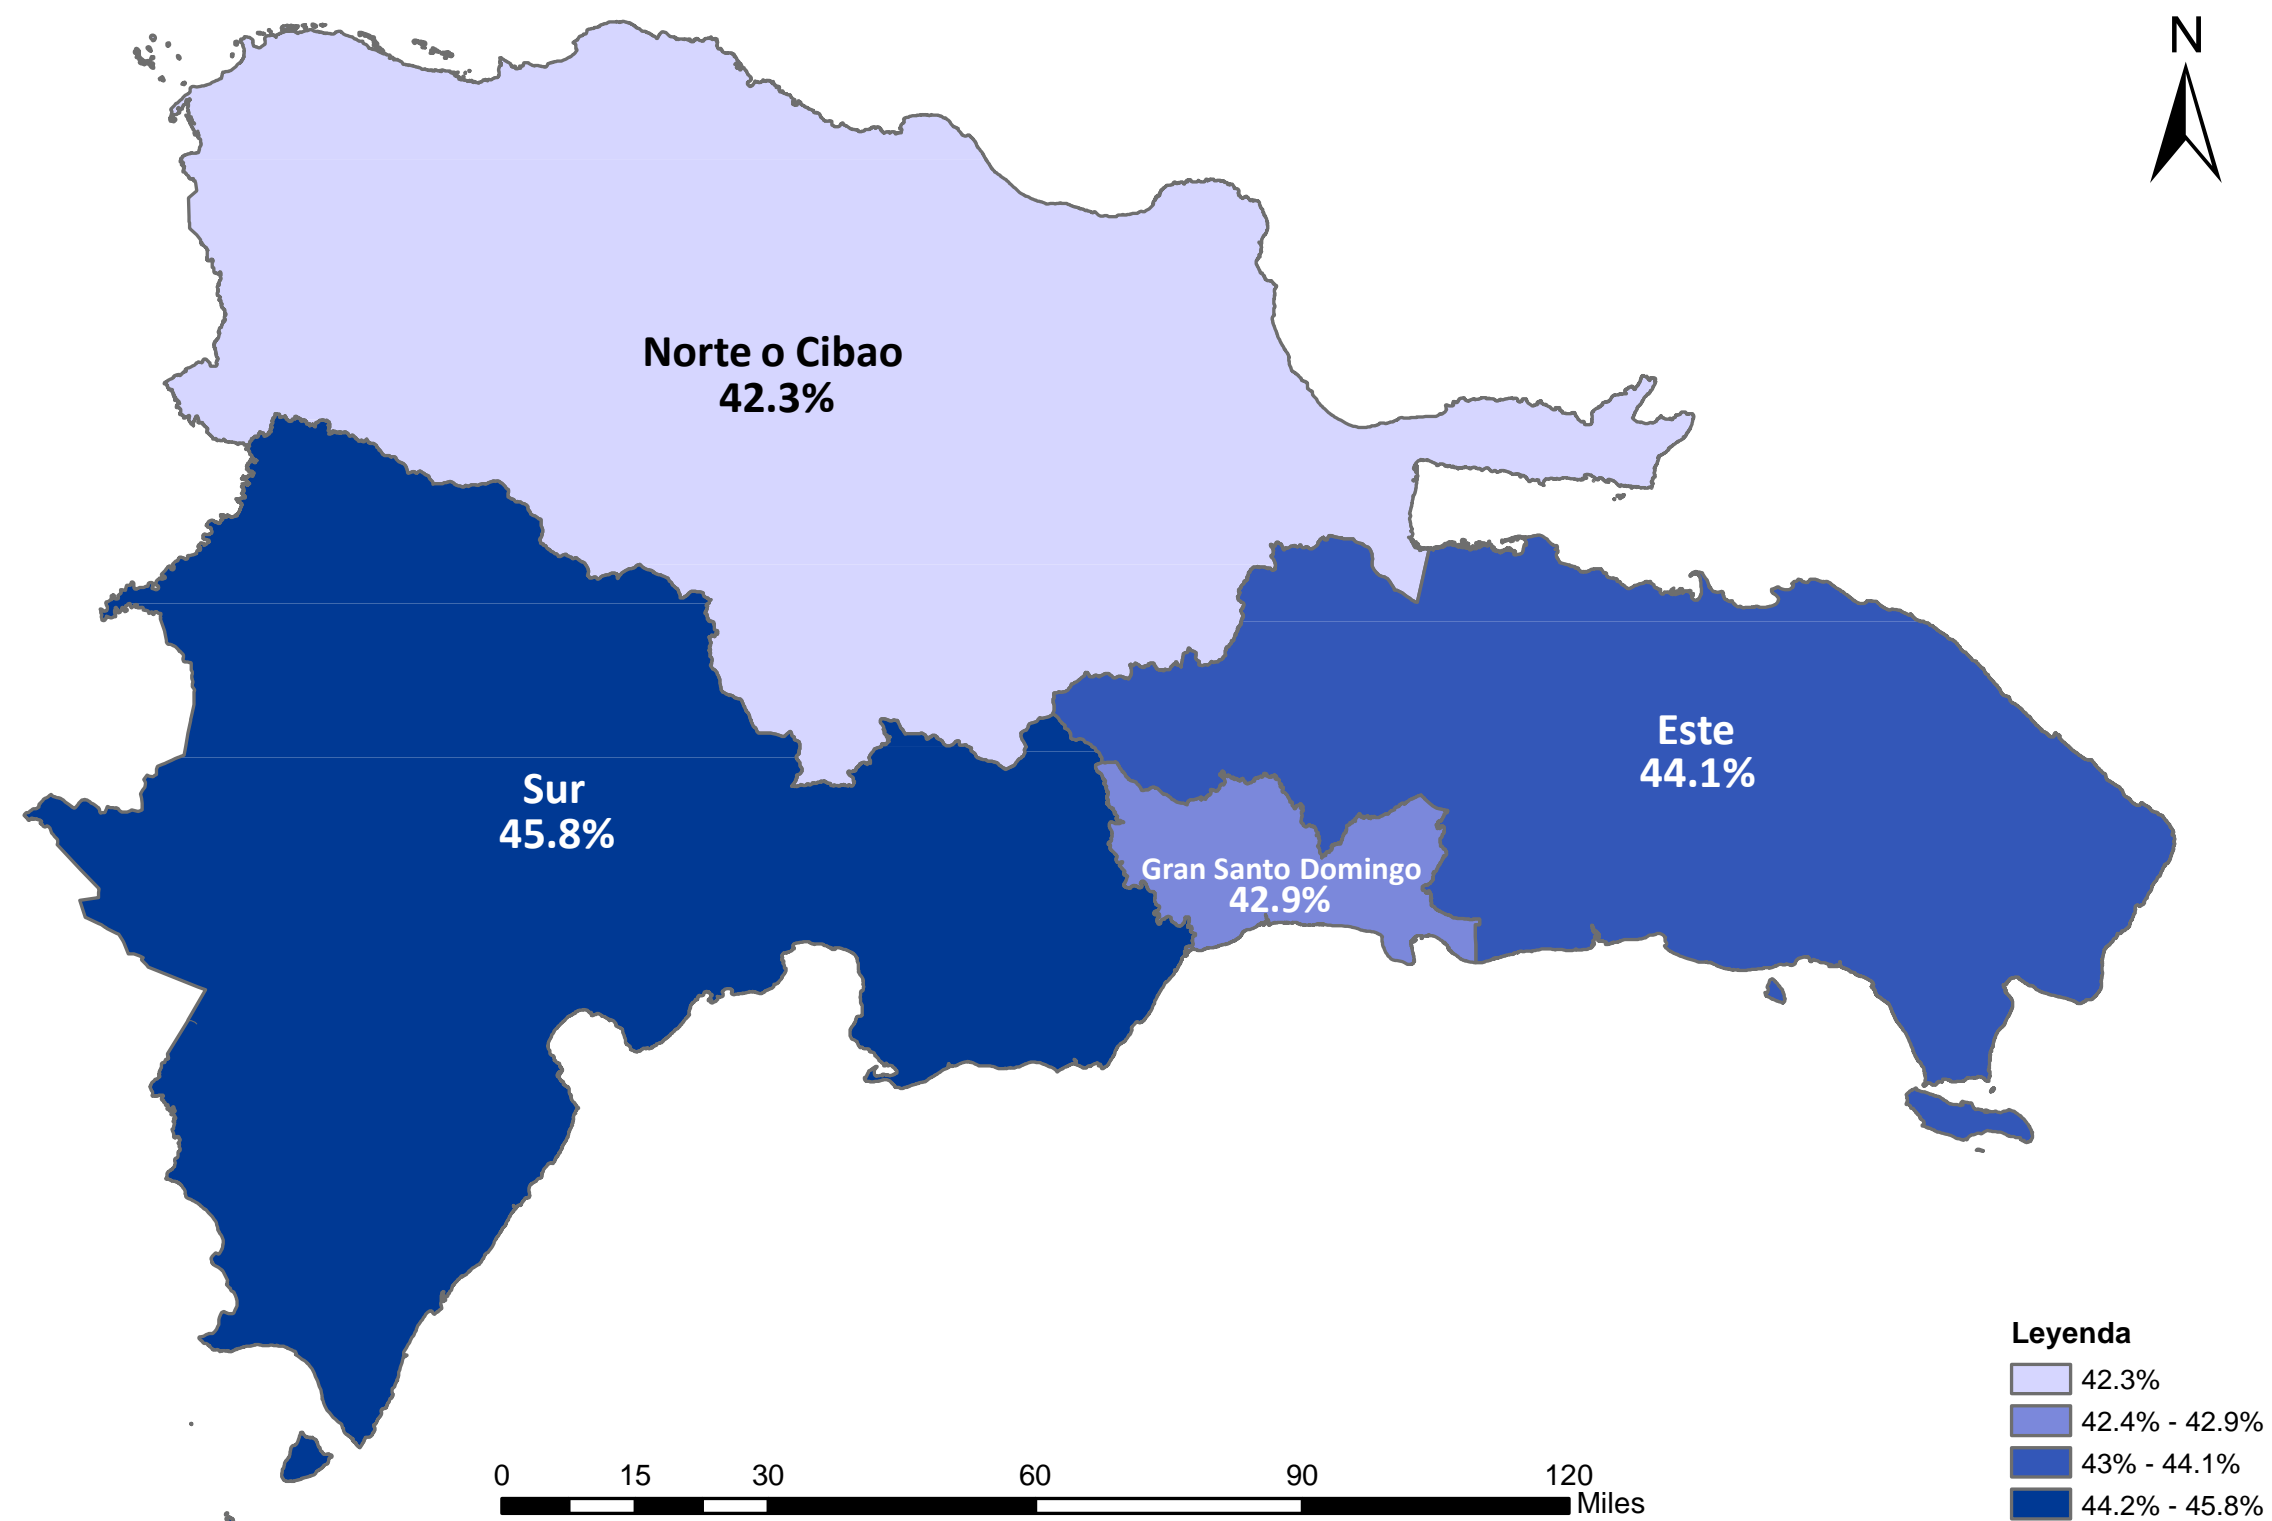 N
Norte o Cibao
42.3%
Este
44.1%
Sur
45.8%
Gran Santo Domingo
42.9%
Leyenda
42.3%
42.4% - 42.9%
43% - 44.1%
44.2% - 45.8%
0 15 30 60 90 120
Miles